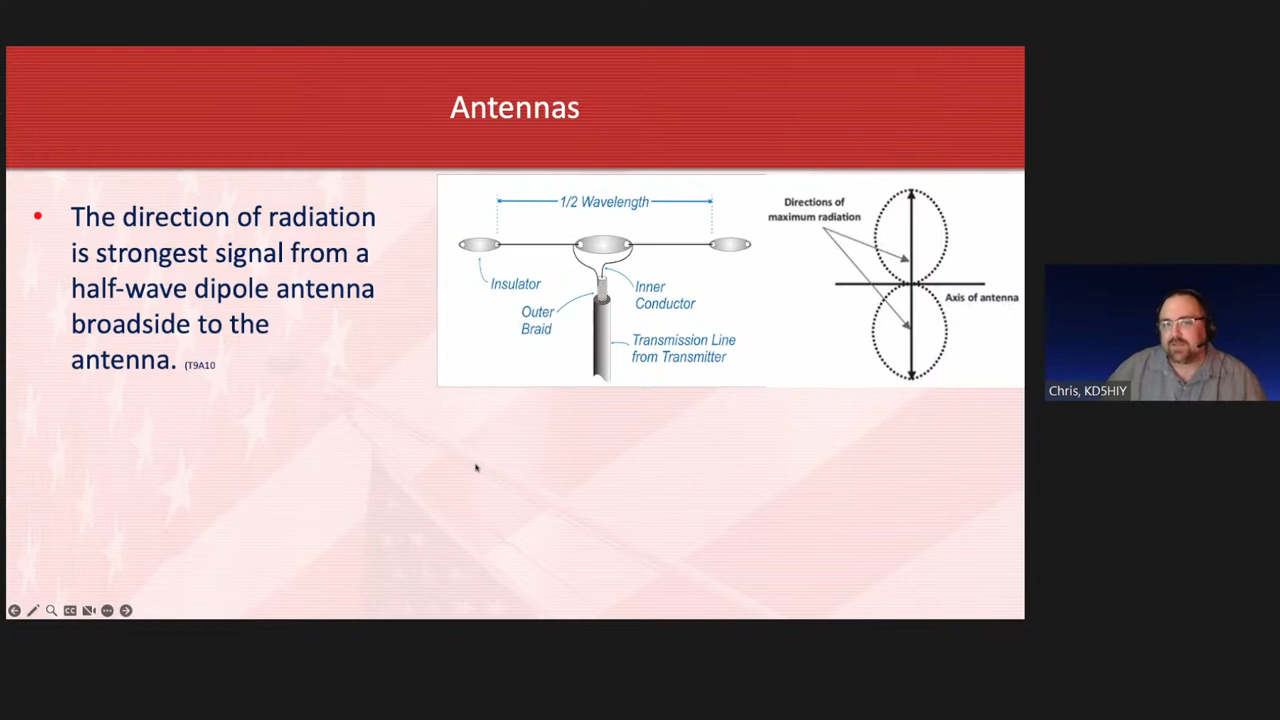 Antennas
• The direction of radiation
is strongest signal from a
half-wave dipole antenna
broadside to the
antenna. (T9A10
1/2 Wavelength
Insulator
Outer
Braid
Inner
Conductor
Transmission Line
from Transmitter
Directions of
maximum radiation
Axis of antenna
CC
Chris, KD5HIY